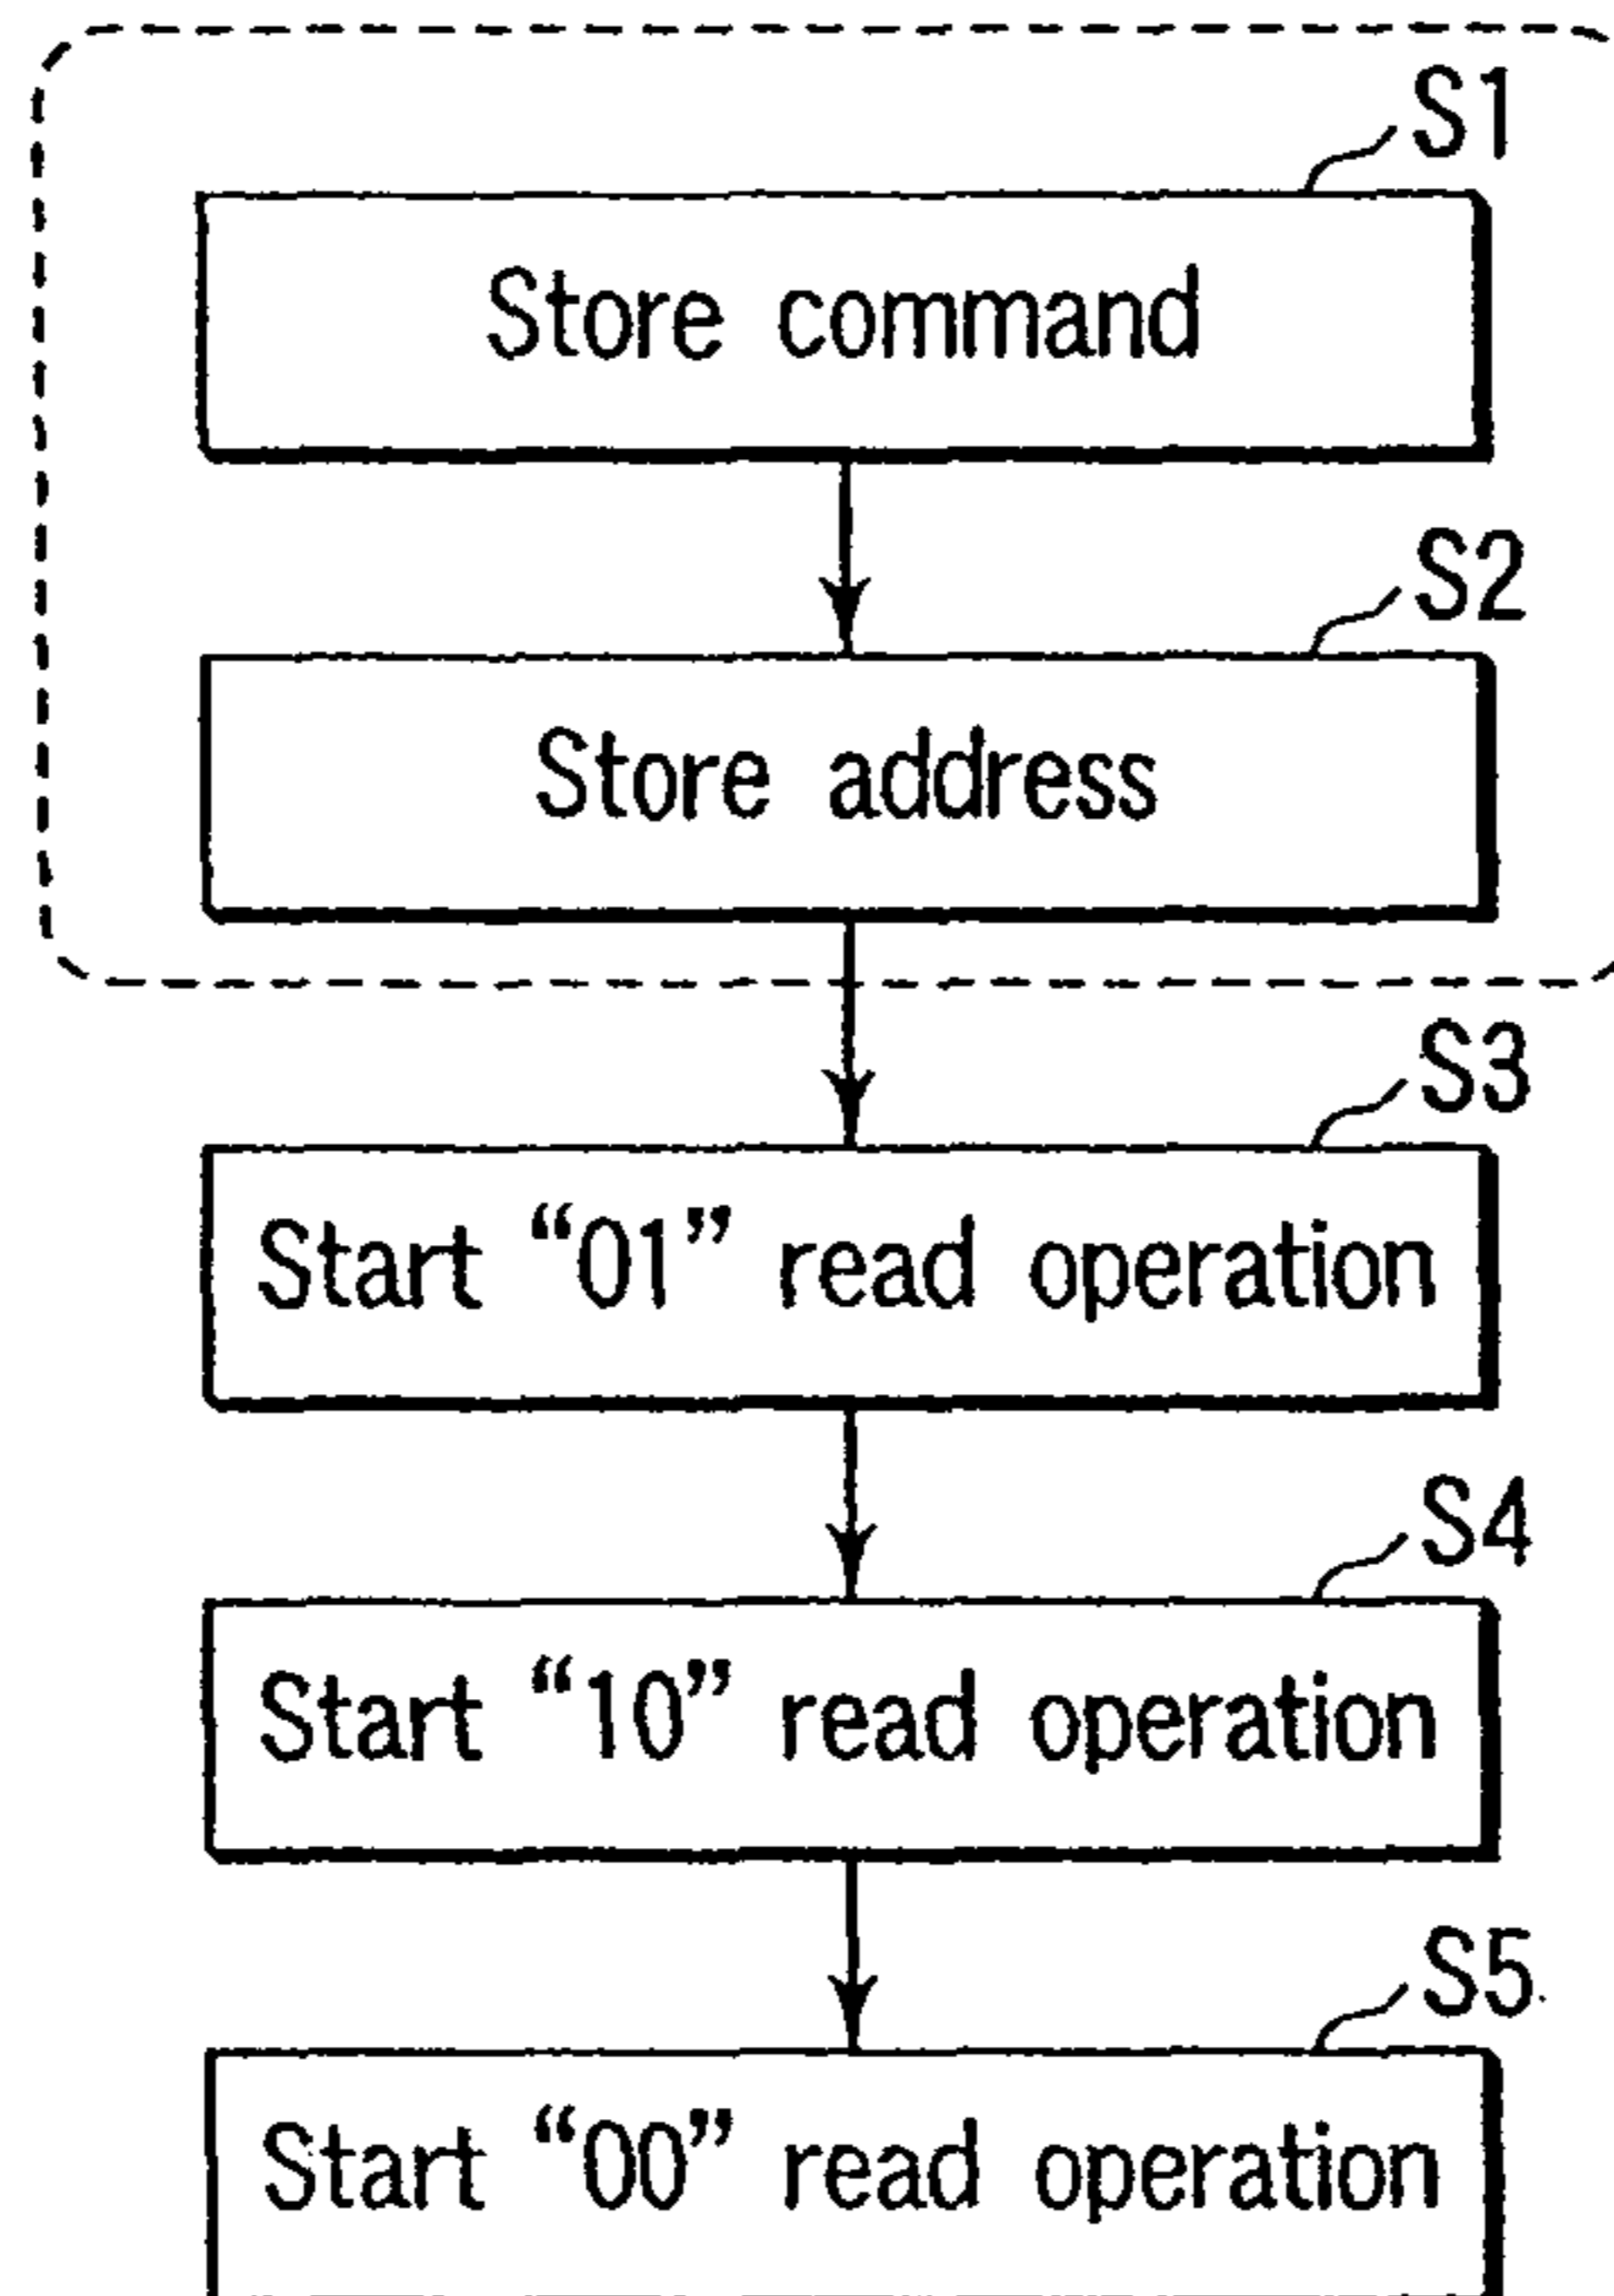 S1
Store command
S2
Store address
S3
Start “01” read operation
S4
Start “10” read operation
S5
Start “00” read operation